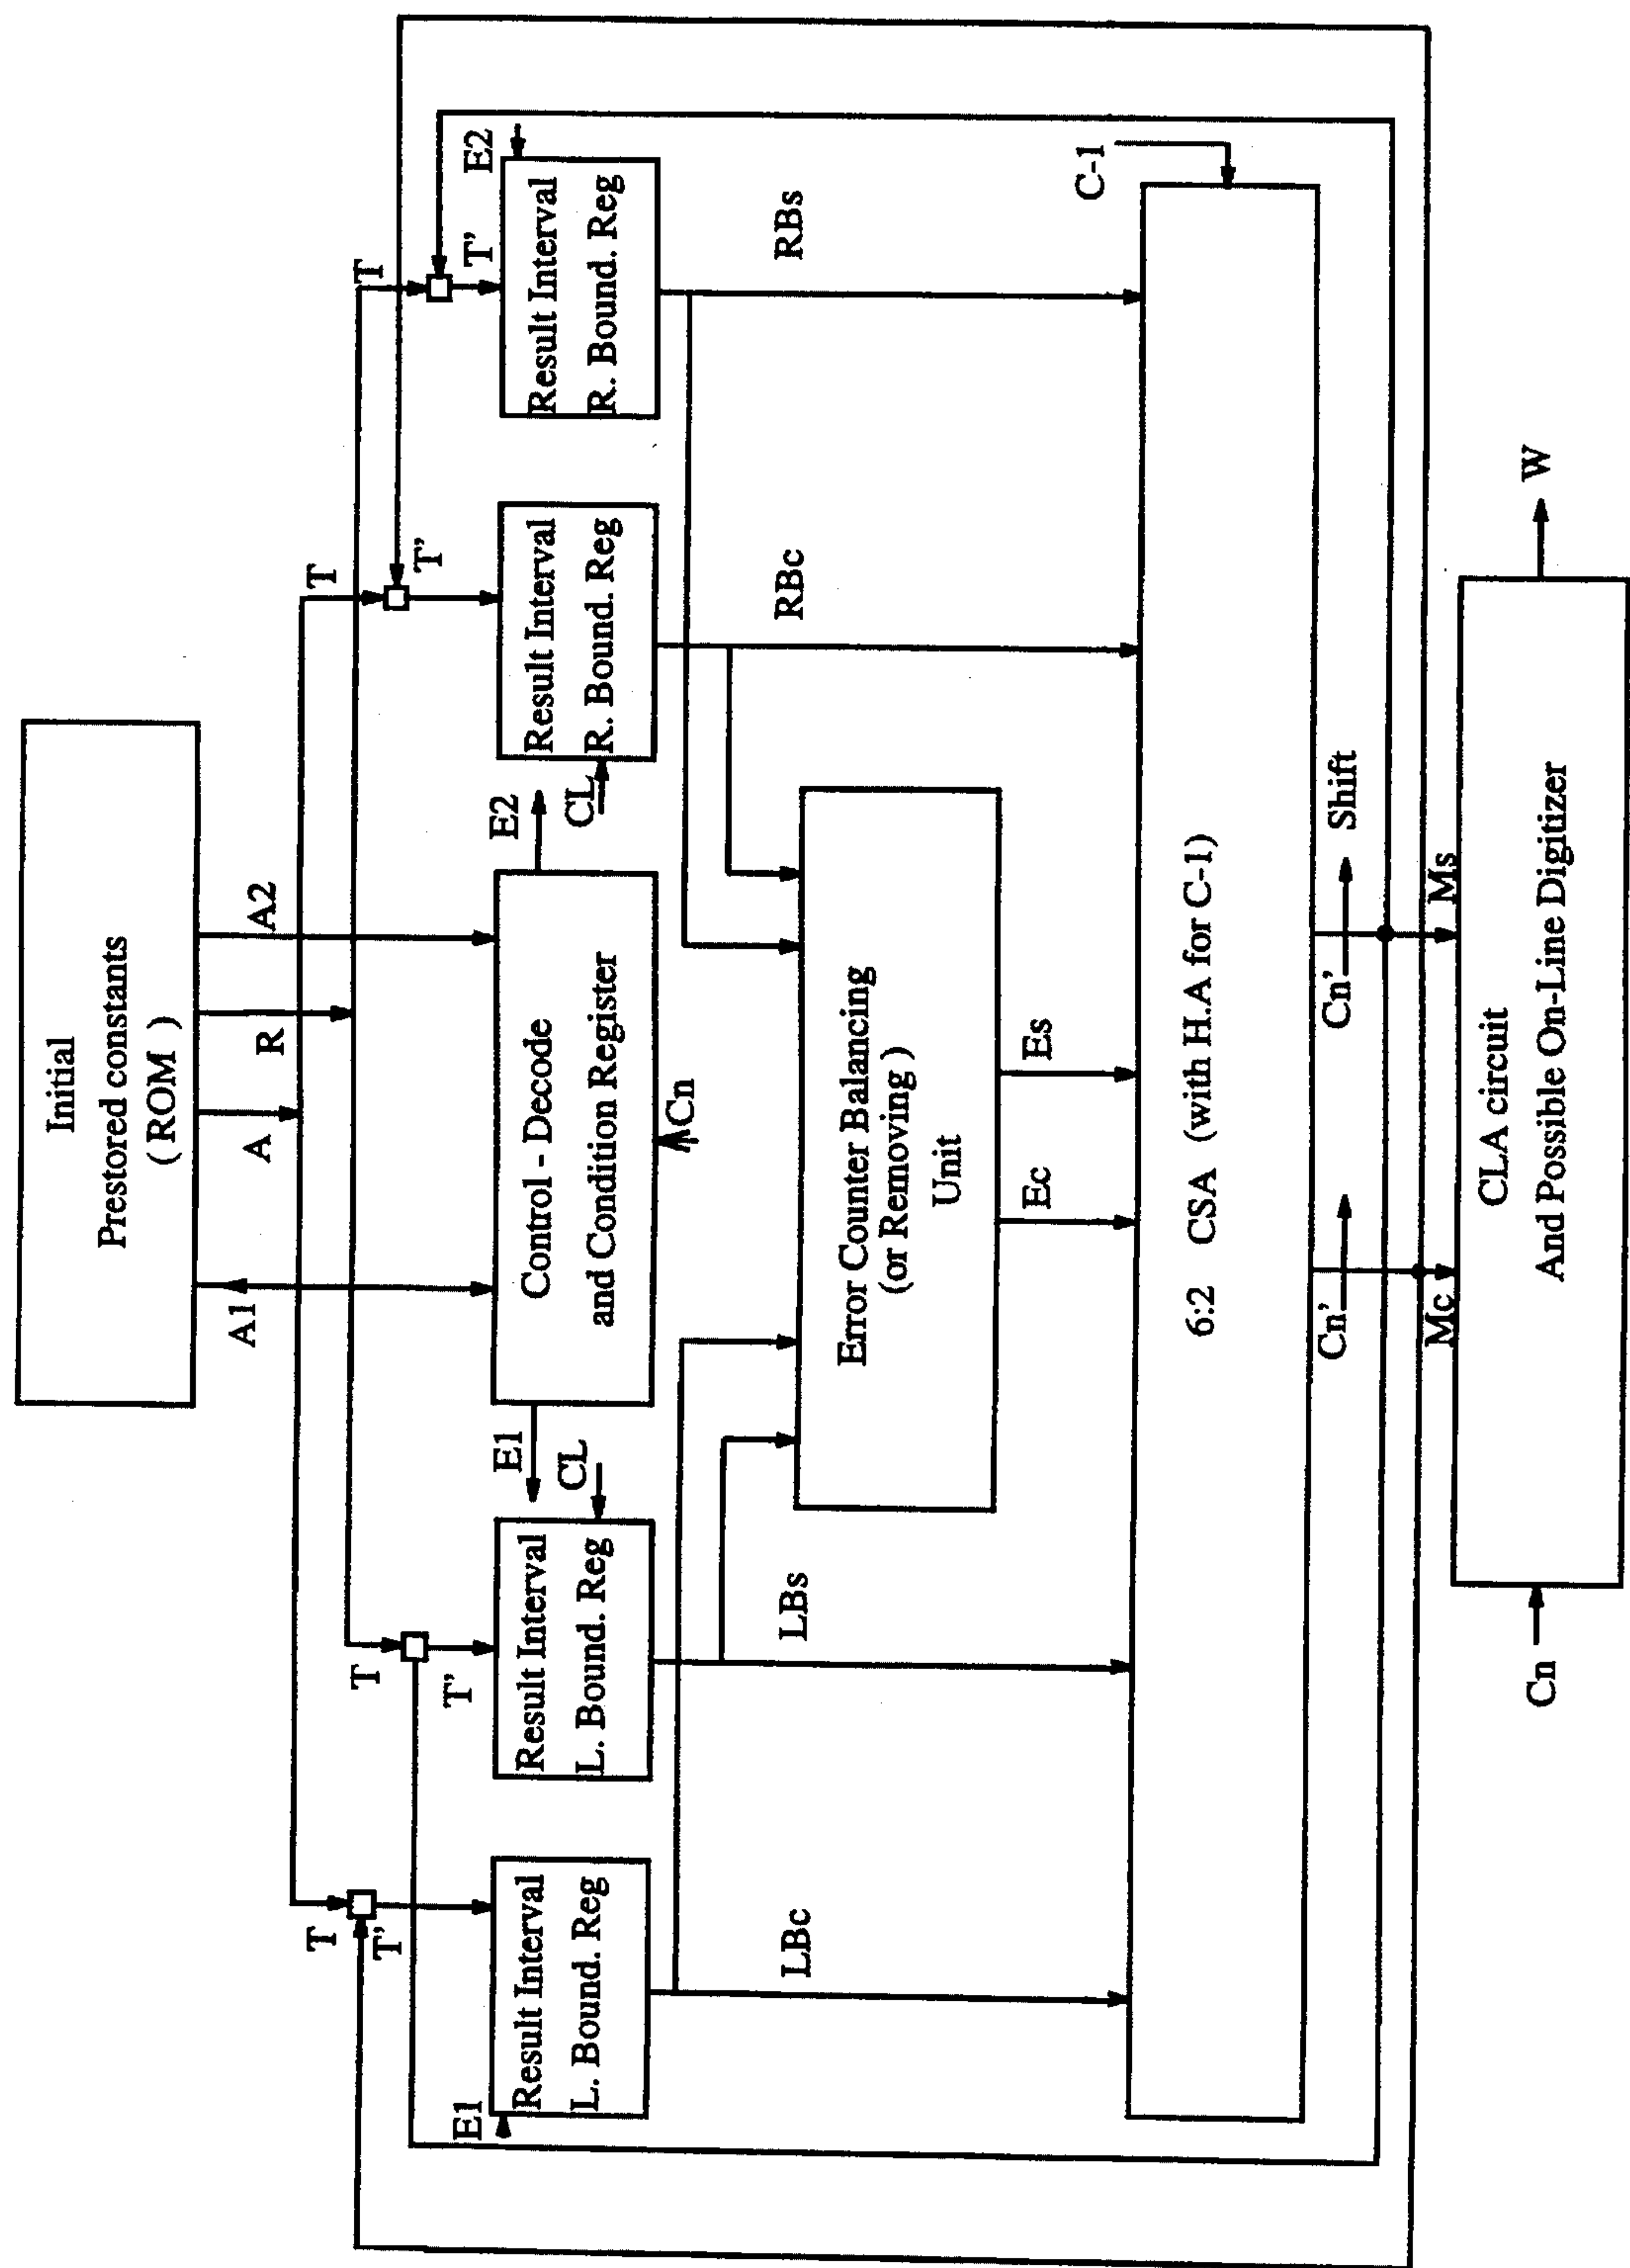 Initial
Prestored constants
( ROM )
A1
A
R
A2
T
T
T
T
T'
T'
T'
T'
E1
Result Interval
L. Bound. Reg
Result Interval
L. Bound. Reg
CL
E1
Control - Decode
and Condition Register
Cn
E2
CL
Result Interval
R. Bound. Reg
Result Interval
R. Bound. Reg
E2
LBc
LBs
Error Counter Balancing
(or Removing )
Unit
RBc
RBs
Ec
Es
C-1
6:2 CSA (with H.A for C-1)
Cn'
Cn'
Shift
Mc
Ms
Cn
CLA circuit
And Possible On-Line Digitizer
W